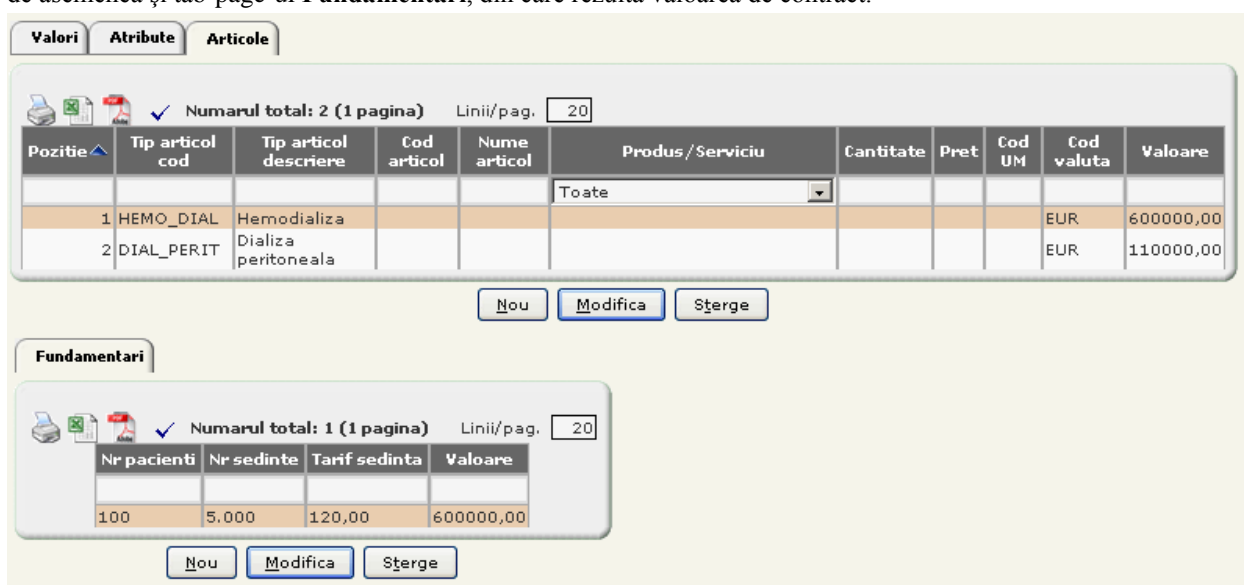 de asemenea şi tab-page-ul Fundamentari, din care rezulta valoarea de contract.
Valori Atribute Articole
Numarul total: 2 (1 pagina) Linii/pag. 20
Pozitie Tip articol cod Tip articol descriere Cod articol Nume articol Produs/Serviciu Cantitate Pret Cod UM Cod valuta Valoare
Toate
1 HEMO_DIAL Hemodializa EUR 600000,00
2 DIAL_PERIT Dializa peritoneala EUR 110000,00
Nou Modifica Sterge
Fundamentari
Numarul total: 1 (1 pagina) Linii/pag. 20
Nr pacienti Nr sedinte Tarif sedinta Valoare
100 5.000 120,00 600000,00
Nou Modifica Sterge